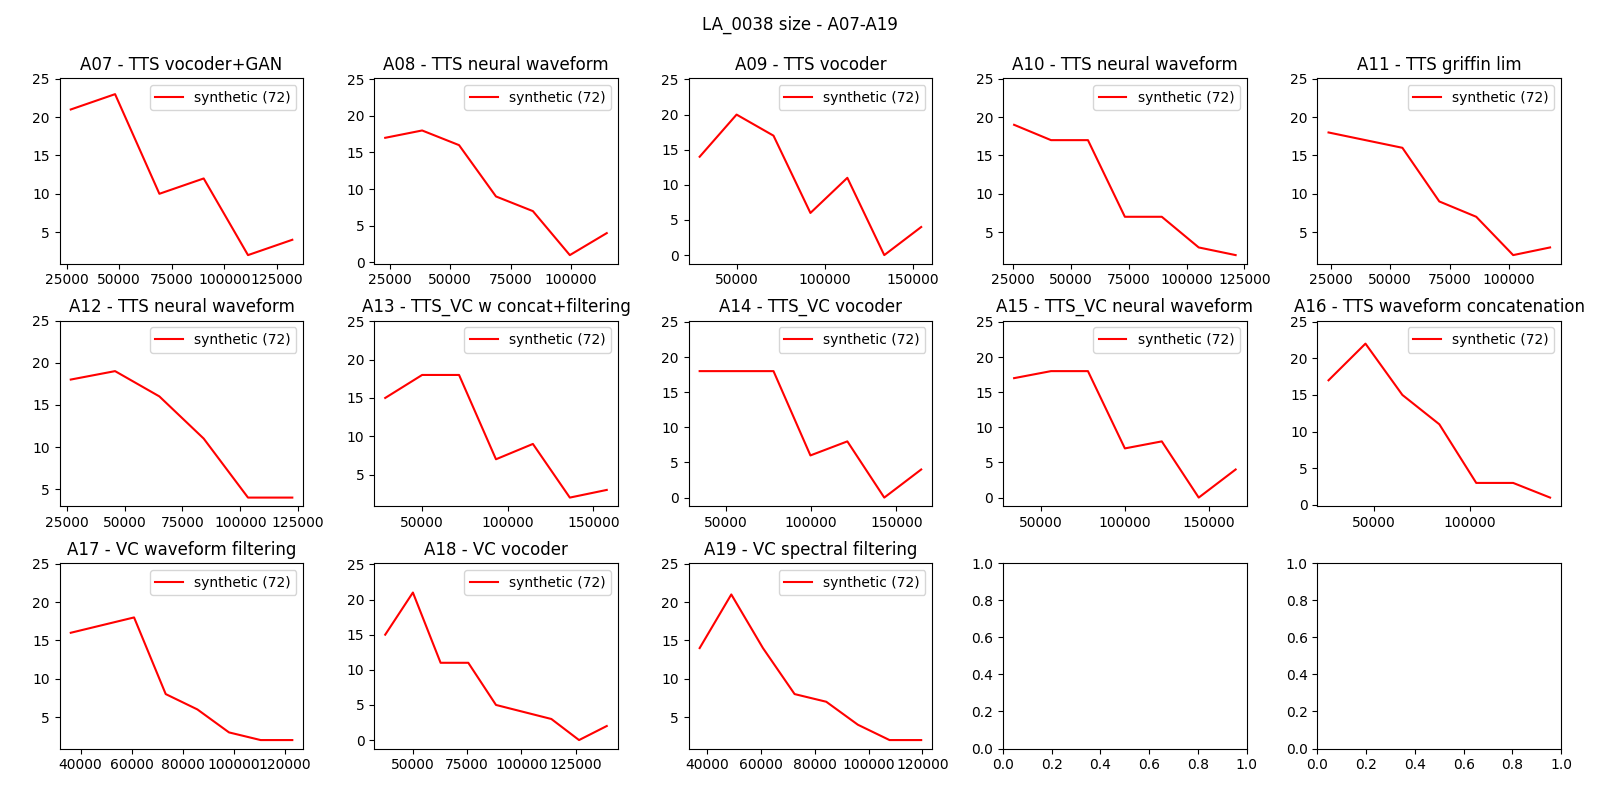 LA_0038 size - A07-A19
A07 - TTS vocoder+GAN
synthetic (72)
25
20
15
10
5
25000 50000 75000 100000 125000
A08 - TTS neural waveform
synthetic (72)
25
20
15
10
5
0
25000 50000 75000 100000
A09 - TTS vocoder
synthetic (72)
25
20
15
10
5
0
50000 100000 150000
A10 - TTS neural waveform
synthetic (72)
25
20
15
10
5
25000 50000 75000 100000 125000
A11 - TTS griffin lim
synthetic (72)
25
20
15
10
5
25000 50000 75000 100000
A12 - TTS neural waveform
synthetic (72)
25
20
15
10
5
25000 50000 75000 100000 125000
A13 - TTS_VC w concat+filtering
synthetic (72)
25
20
15
10
5
50000 100000 150000
A14 - TTS_VC vocoder
synthetic (72)
25
20
15
10
5
0
50000 100000 150000
A15 - TTS_VC neural waveform
synthetic (72)
25
20
15
10
5
0
50000 100000 150000
A16 - TTS waveform concatenation
synthetic (72)
25
20
15
10
5
0
50000 100000
A17 - VC waveform filtering
synthetic (72)
25
20
15
10
5
40000 60000 80000 100000 120000
A18 - VC vocoder
synthetic (72)
25
20
15
10
5
0
50000 75000 100000 125000
A19 - VC spectral filtering
synthetic (72)
25
20
15
10
5
40000 60000 80000 100000 120000
1.0
0.8
0.6
0.4
0.2
0.0
0.0 0.2 0.4 0.6 0.8 1.0
1.0
0.8
0.6
0.4
0.2
0.0
0.0 0.2 0.4 0.6 0.8 1.0